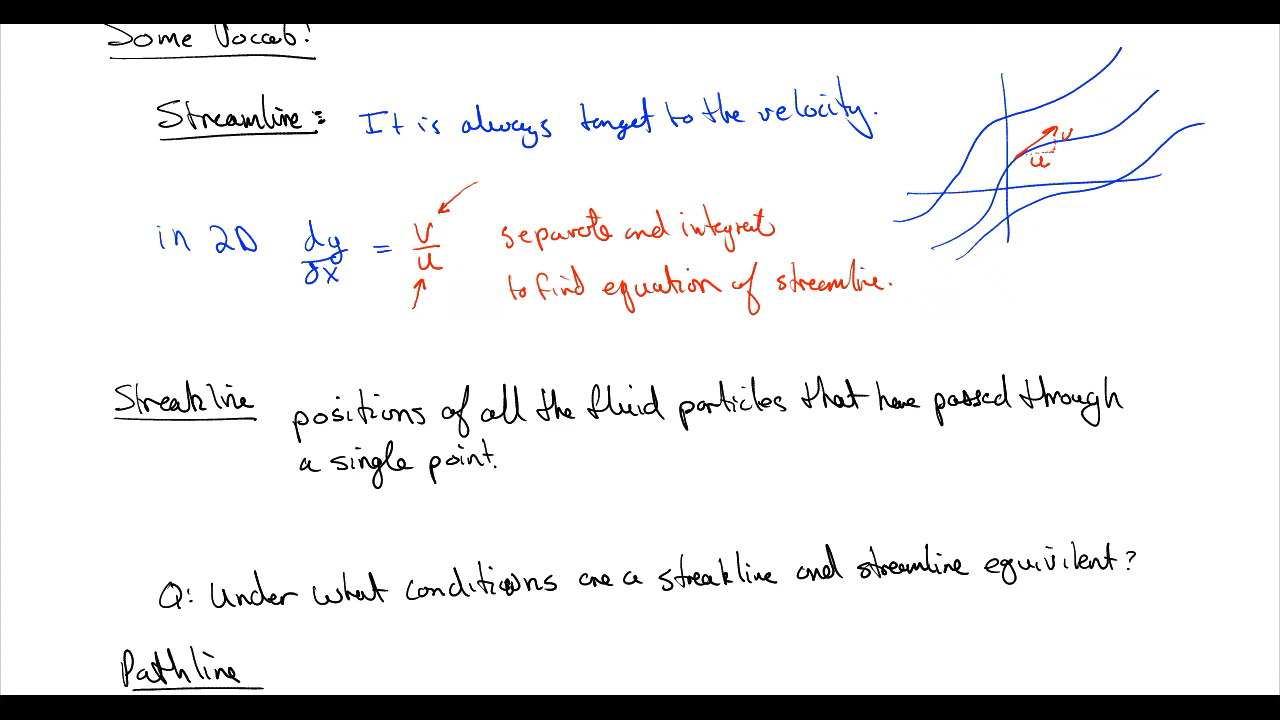 Some Vocab!
Streamline: It is always tanget to the velocity.
v
u
in 2D dy/dx = v/u separate and integrate
to find equation of streamline.
Streakline positions of all the fluid particles that have passed through
a single point.
Q: Under what conditions are a streakline and streamline equivilent?
Pathline